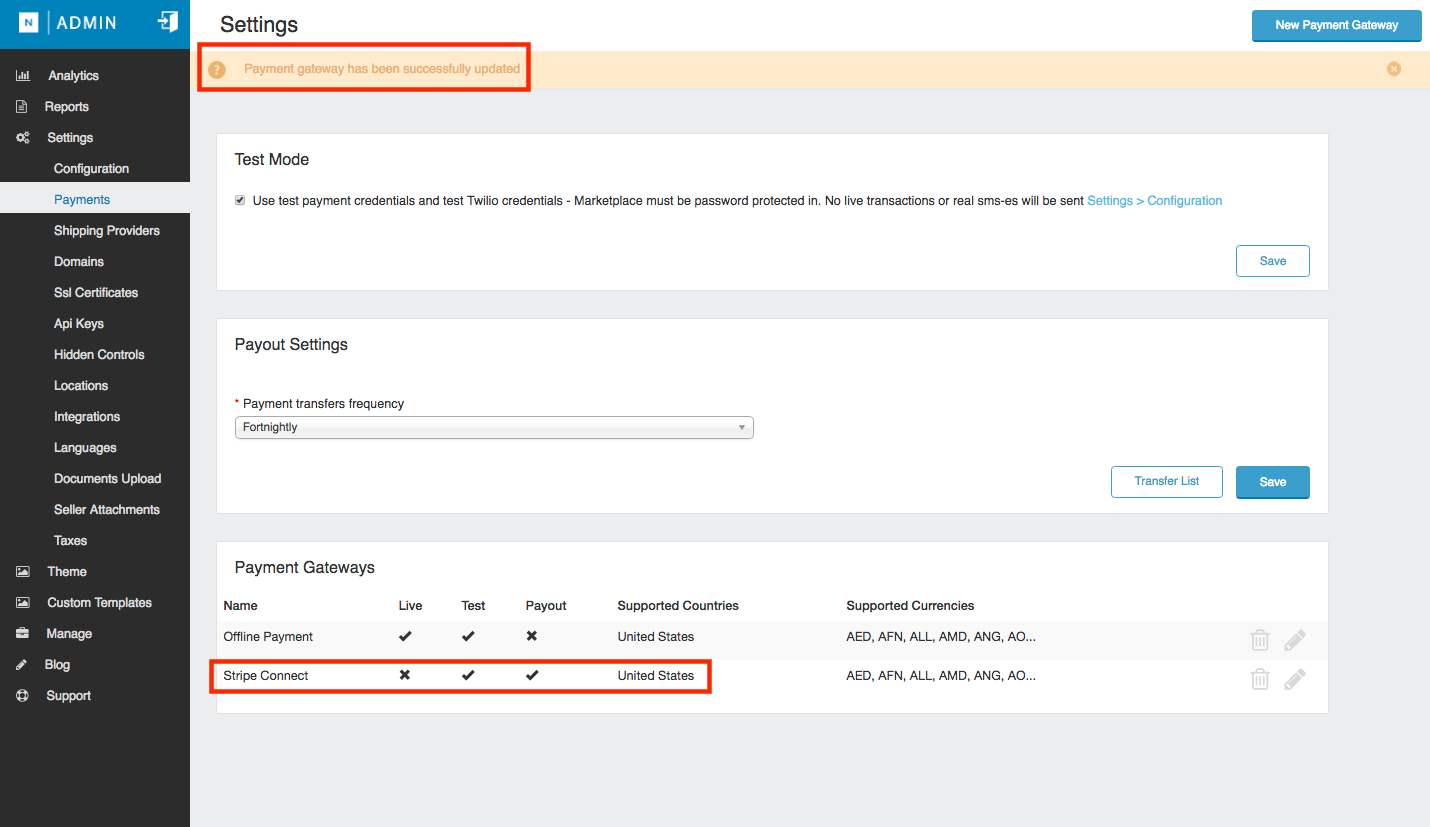 N ADMIN
Settings
New Payment Gateway
? Payment gateway has been successfully updated
Analytics
Reports
Settings
Configuration
Payments
Shipping Providers
Domains
Ssl Certificates
Api Keys
Hidden Controls
Locations
Integrations
Languages
Documents Upload
Seller Attachments
Taxes
Theme
Custom Templates
Manage
Blog
Support
Test Mode
Use test payment credentials and test Twilio credentials - Marketplace must be password protected in. No live transactions or real sms-es will be sent Settings > Configuration
Save
Payout Settings
* Payment transfers frequency
Fortnightly
Transfer List Save
Payment Gateways
Name Live Test Payout Supported Countries Supported Currencies
Offline Payment United States AED, AFN, ALL, AMD, ANG, AO...
Stripe Connect United States AED, AFN, ALL, AMD, ANG, AO...